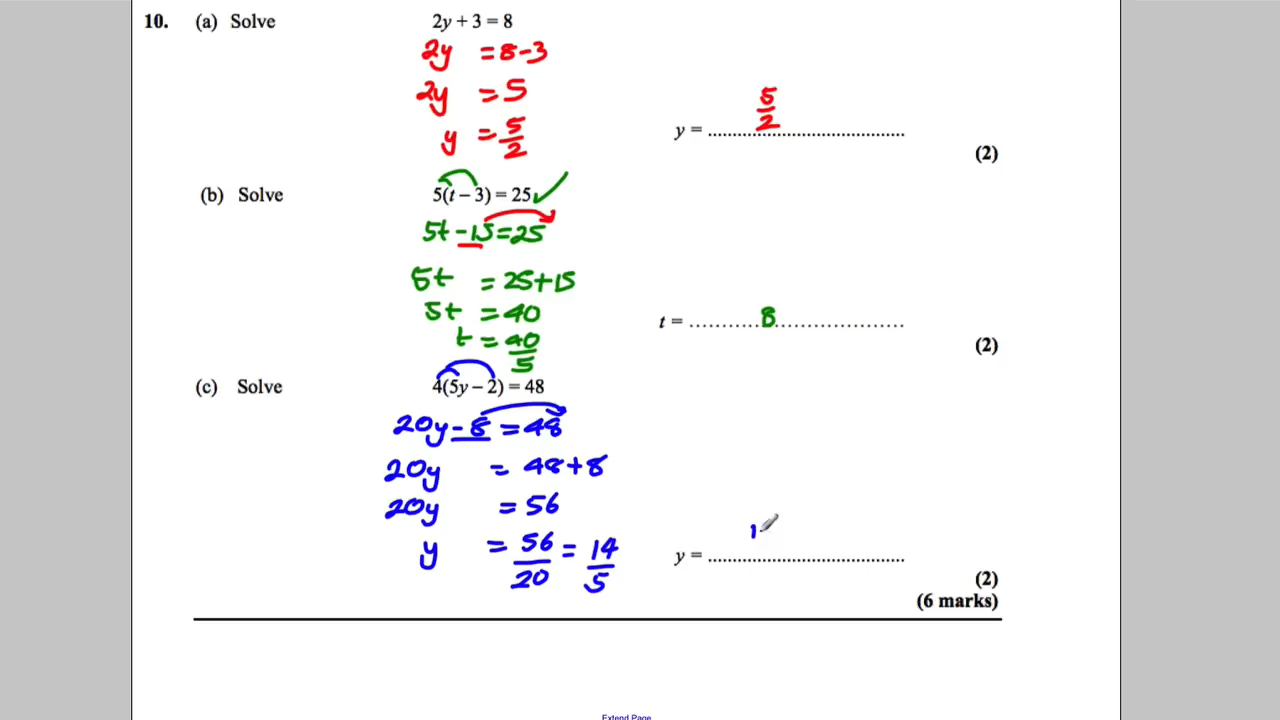 10. (a) Solve 2y + 3 = 8
2y = 8 - 3
2y = 5
y = 5/2
y = 5/2
(2)
(b) Solve 5(t − 3) = 25 ✓
5t - 15 = 25
5t = 25 + 15
5t = 40
t = 40/5
t = 8
(2)
(c) Solve 4(5y − 2) = 48
20y - 8 = 48
20y = 48 + 8
20y = 56
y = 56/20 = 14/5
y = 1
(2)
(6 marks)
Extend Page